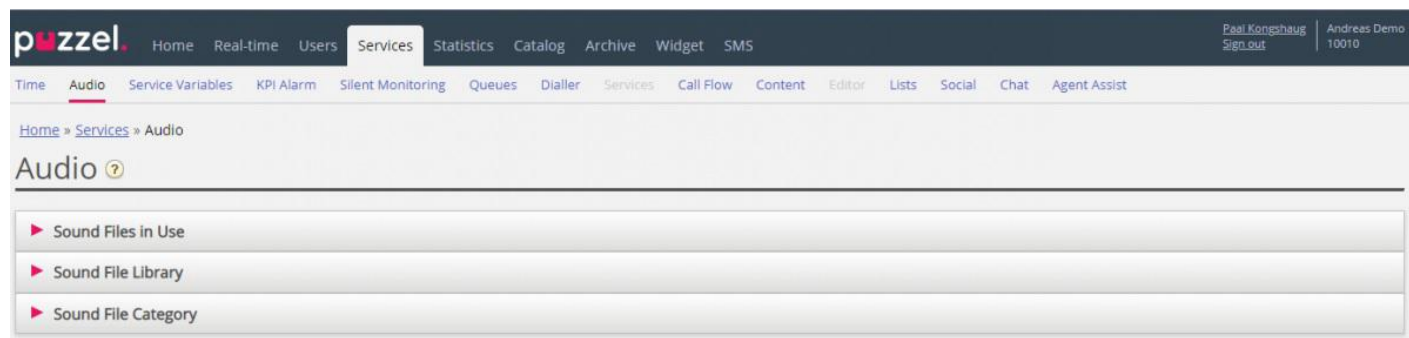 puzzel. Home Real-time Users Services Statistics Catalog Archive Widget SMS
Paal Kongshaug Andreas Demo
Sign out 10010
Time Audio Service Variables KPI Alarm Silent Monitoring Queues Dialler Services Call Flow Content Editor Lists Social Chat Agent Assist
Home » Services » Audio
Audio ?
Sound Files in Use
Sound File Library
Sound File Category